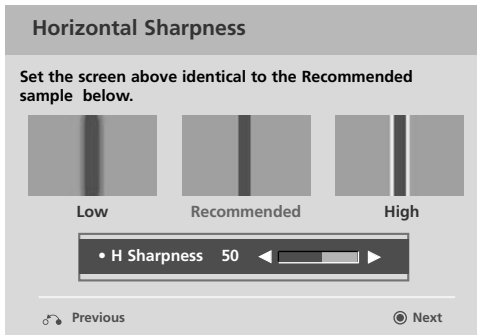 Horizontal Sharpness
Set the screen above identical to the Recommended
sample below.
Low Recommended High
• H Sharpness 50
Previous Next